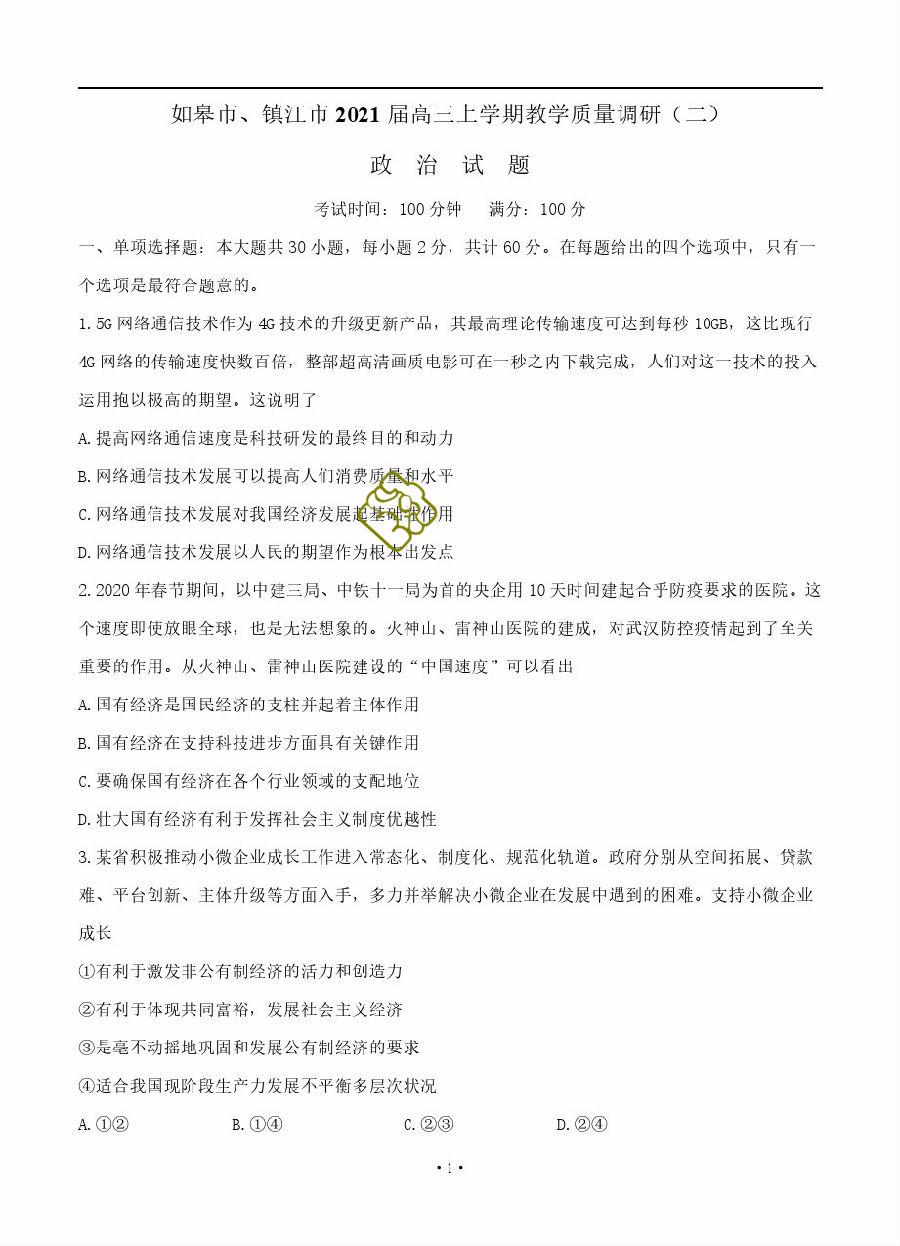 如皋市、镇江市 2021 届高三上学期教学质量调研（二）
政 治 试 题
考试时间：100 分钟 满分：100 分
一、单项选择题：本大题共 30 小题，每小题 2 分，共计 60 分。在每题给出的四个选项中，只有一
个选项是最符合题意的。
1.5G 网络通信技术作为 4G 技术的升级更新产品，其最高理论传输速度可达到每秒 10GB，这比现行
4G 网络的传输速度快数百倍，整部超高清画质电影可在一秒之内下载完成，人们对这一技术的投入
运用抱以极高的期望。这说明了
A.提高网络通信速度是科技研发的最终目的和动力
B.网络通信技术发展可以提高人们消费质量和水平
C.网络通信技术发展对我国经济发展起基础性作用
D.网络通信技术发展以人民的期望作为根本出发点
2.2020 年春节期间，以中建三局、中铁十一局为首的央企用 10 天时间建起合乎防疫要求的医院。这
个速度即使放眼全球，也是无法想象的。火神山、雷神山医院的建成，对武汉防控疫情起到了至关
重要的作用。从火神山、雷神山医院建设的“中国速度”可以看出
A.国有经济是国民经济的支柱并起着主体作用
B.国有经济在支持科技进步方面具有关键作用
C.要确保国有经济在各个行业领域的支配地位
D.壮大国有经济有利于发挥社会主义制度优越性
3.某省积极推动小微企业成长工作进入常态化、制度化、规范化轨道。政府分别从空间拓展、贷款
难、平台创新、主体升级等方面入手，多力并举解决小微企业在发展中遇到的困难。支持小微企业
成长
①有利于激发非公有制经济的活力和创造力
②有利于体现共同富裕，发展社会主义经济
③是毫不动摇地巩固和发展公有制经济的要求
④适合我国现阶段生产力发展不平衡多层次状况
A.①② B.①④ C.②③ D.②④
·1·